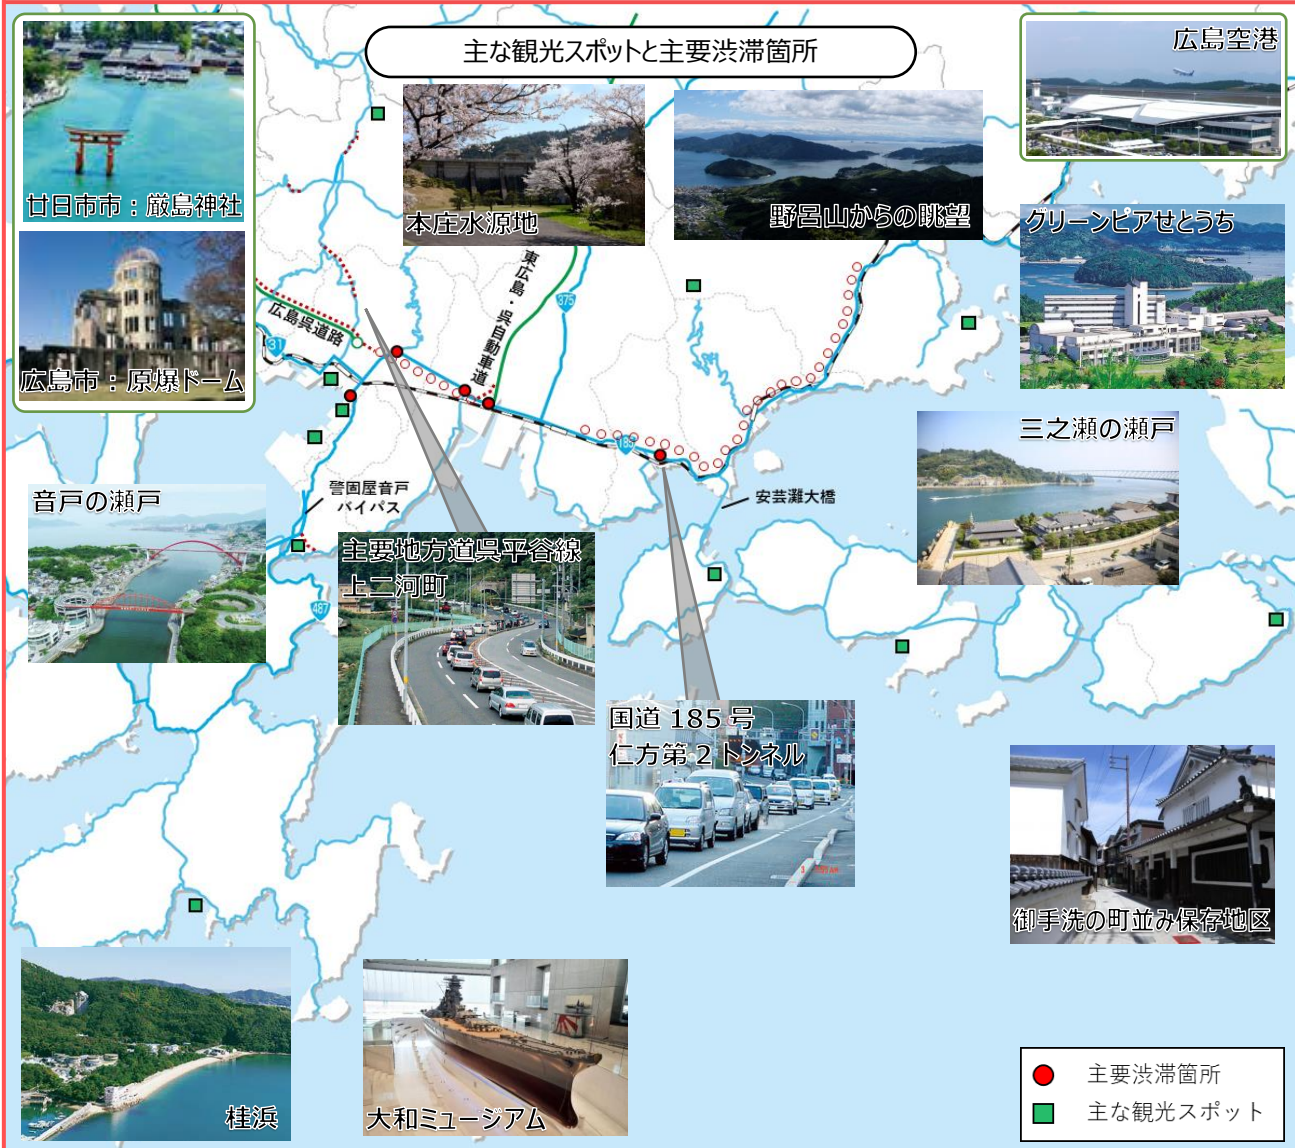 主な観光スポットと主要渋滞箇所
廿日市市：厳島神社
広島市：原爆ドーム
本庄水源地
野呂山からの眺望
広島空港
グリーンピアせとうち
三之瀬の瀬戸
東広島・呉自動車道
375
広島呉道路
31
185
警固屋音戸
バイパス
安芸灘大橋
音戸の瀬戸
487
主要地方道呉平谷線
上二河町
国道 185 号
仁方第 2 トンネル
御手洗の町並み保存地区
桂浜
大和ミュージアム
主要渋滞箇所
主な観光スポット